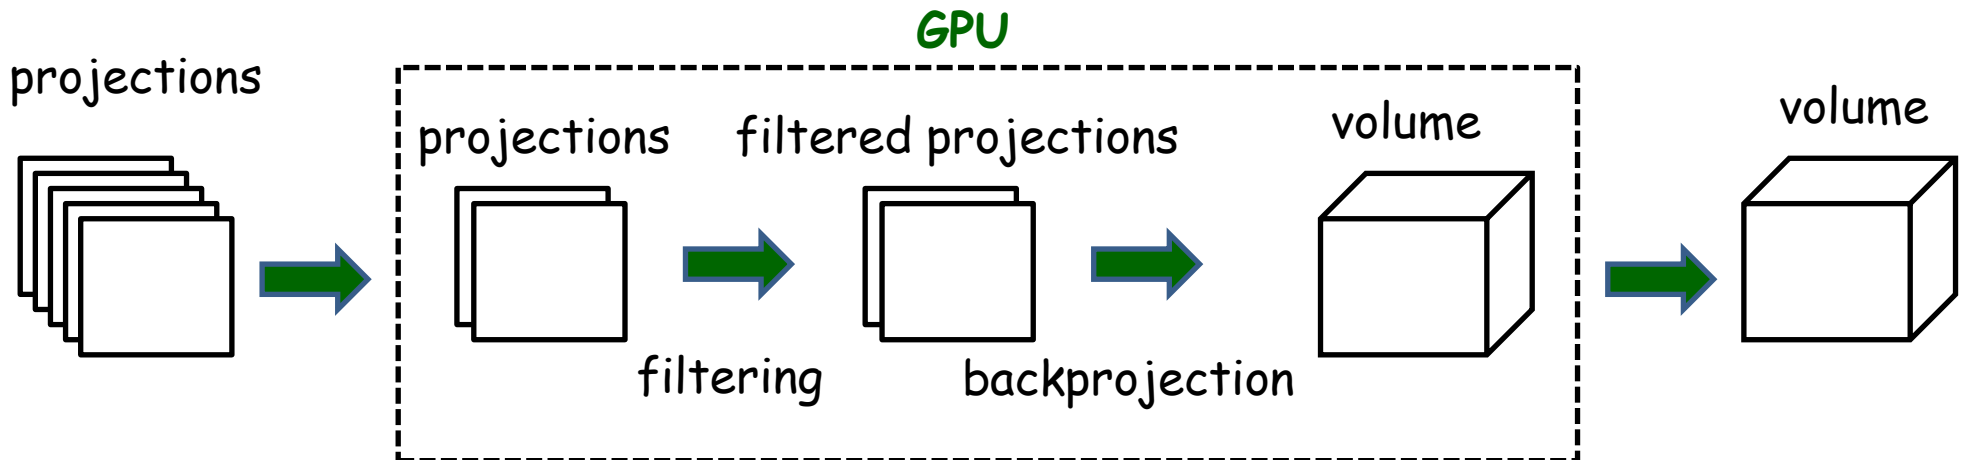 GPU
projections
projections
filtered projections
volume
volume
filtering
backprojection